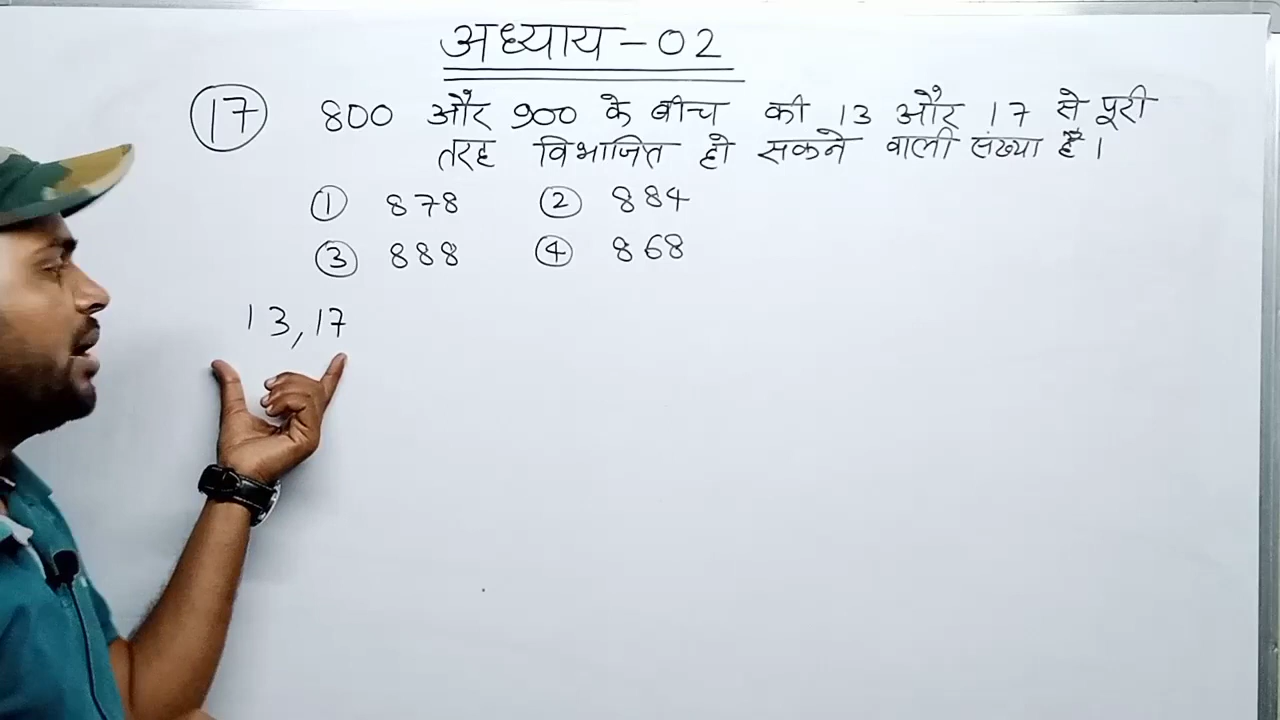 अध्याय - 02
17 800 और 900 के बीच की 13 और 17 से पूरी
तरह विभाजित हो सकने वाली संख्या है।
1 878 2 884
3 888 4 868
13, 17